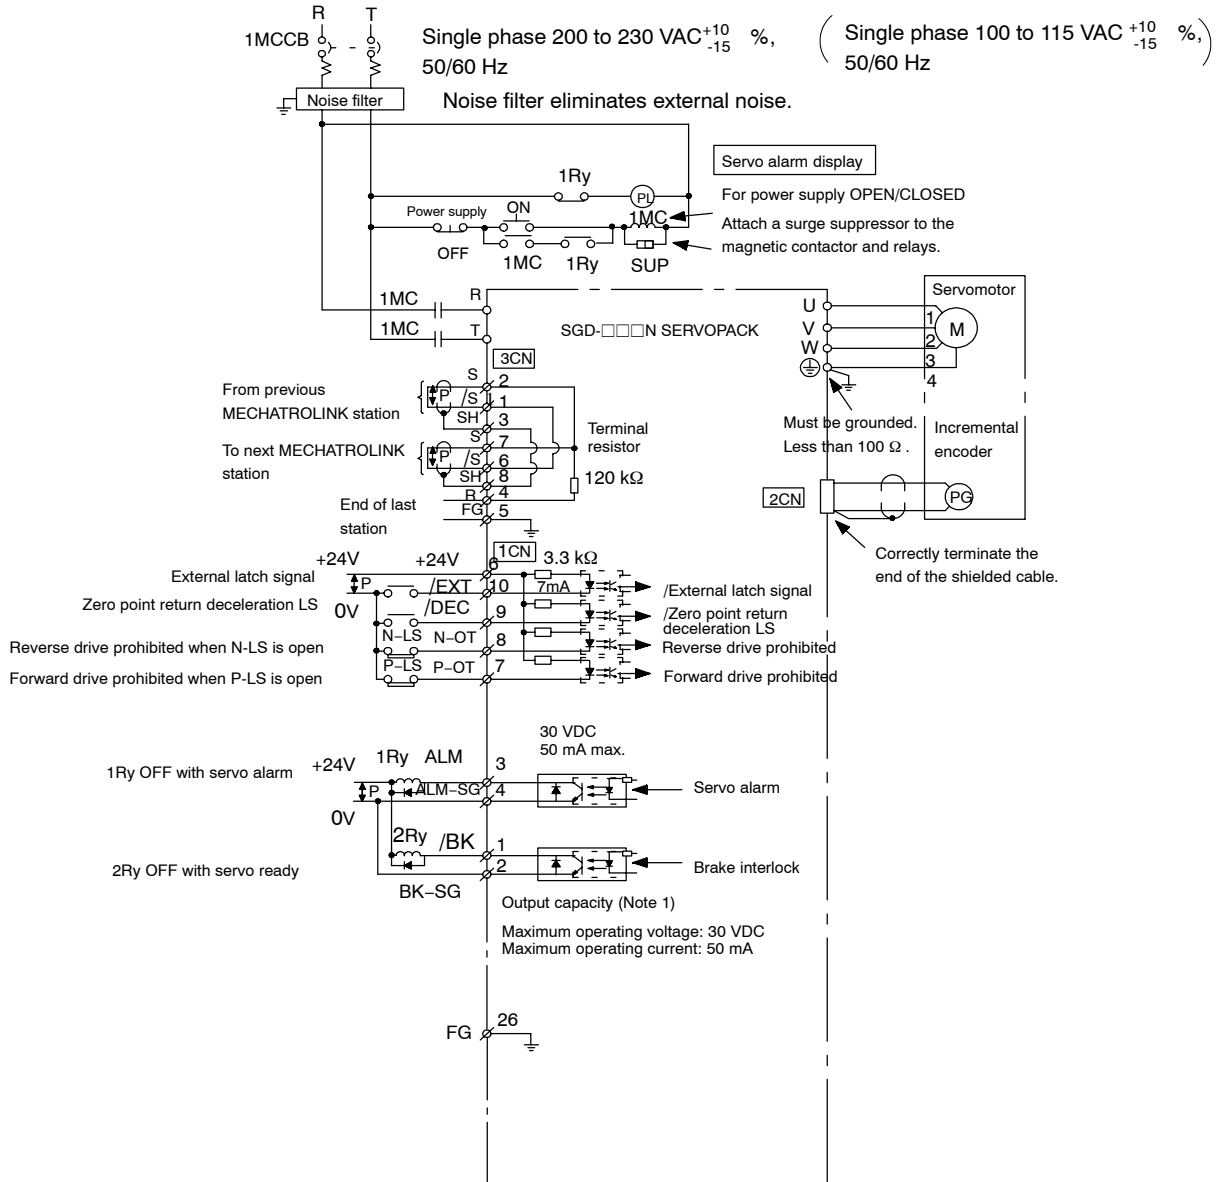 R T
1MCCB
Single phase 200 to 230 VAC +10 -15 %,
50/60 Hz
Single phase 100 to 115 VAC +10 -15 %,
50/60 Hz
Noise filter
Noise filter eliminates external noise.
Servo alarm display
1Ry
PL
For power supply OPEN/CLOSED
Power supply
ON
1MC
Attach a surge suppressor to the
magnetic contactor and relays.
OFF
1MC
1Ry
SUP
1MC
R
1MC
T
SGD-□□□N SERVOPACK
U
V
W
Servomotor
1
2
3
4
M
3CN
From previous
MECHATROLINK station
P
S
2
/S
1
SH
3
To next MECHATROLINK
station
P
S
7
/S
6
SH
8
R
4
End of last
station
FG
5
Terminal
resistor
120 kΩ
Must be grounded.
Less than 100 Ω .
Incremental
encoder
2CN
PG
Correctly terminate the
end of the shielded cable.
1CN
+24V
+24V
6
3.3 kΩ
External latch signal
P
/EXT
10
7mA
/External latch signal
Zero point return deceleration LS
0V
/DEC
9
/Zero point return
deceleration LS
Reverse drive prohibited when N-LS is open
N–LS
N–OT
8
Reverse drive prohibited
Forward drive prohibited when P-LS is open
P–LS
P–OT
7
Forward drive prohibited
30 VDC
50 mA max.
1Ry OFF with servo alarm
+24V
1Ry
ALM
3
P
ALM–SG
4
Servo alarm
0V
2Ry
/BK
1
2Ry OFF with servo ready
2
Brake interlock
BK–SG
Output capacity (Note 1)
Maximum operating voltage: 30 VDC
Maximum operating current: 50 mA
FG
26